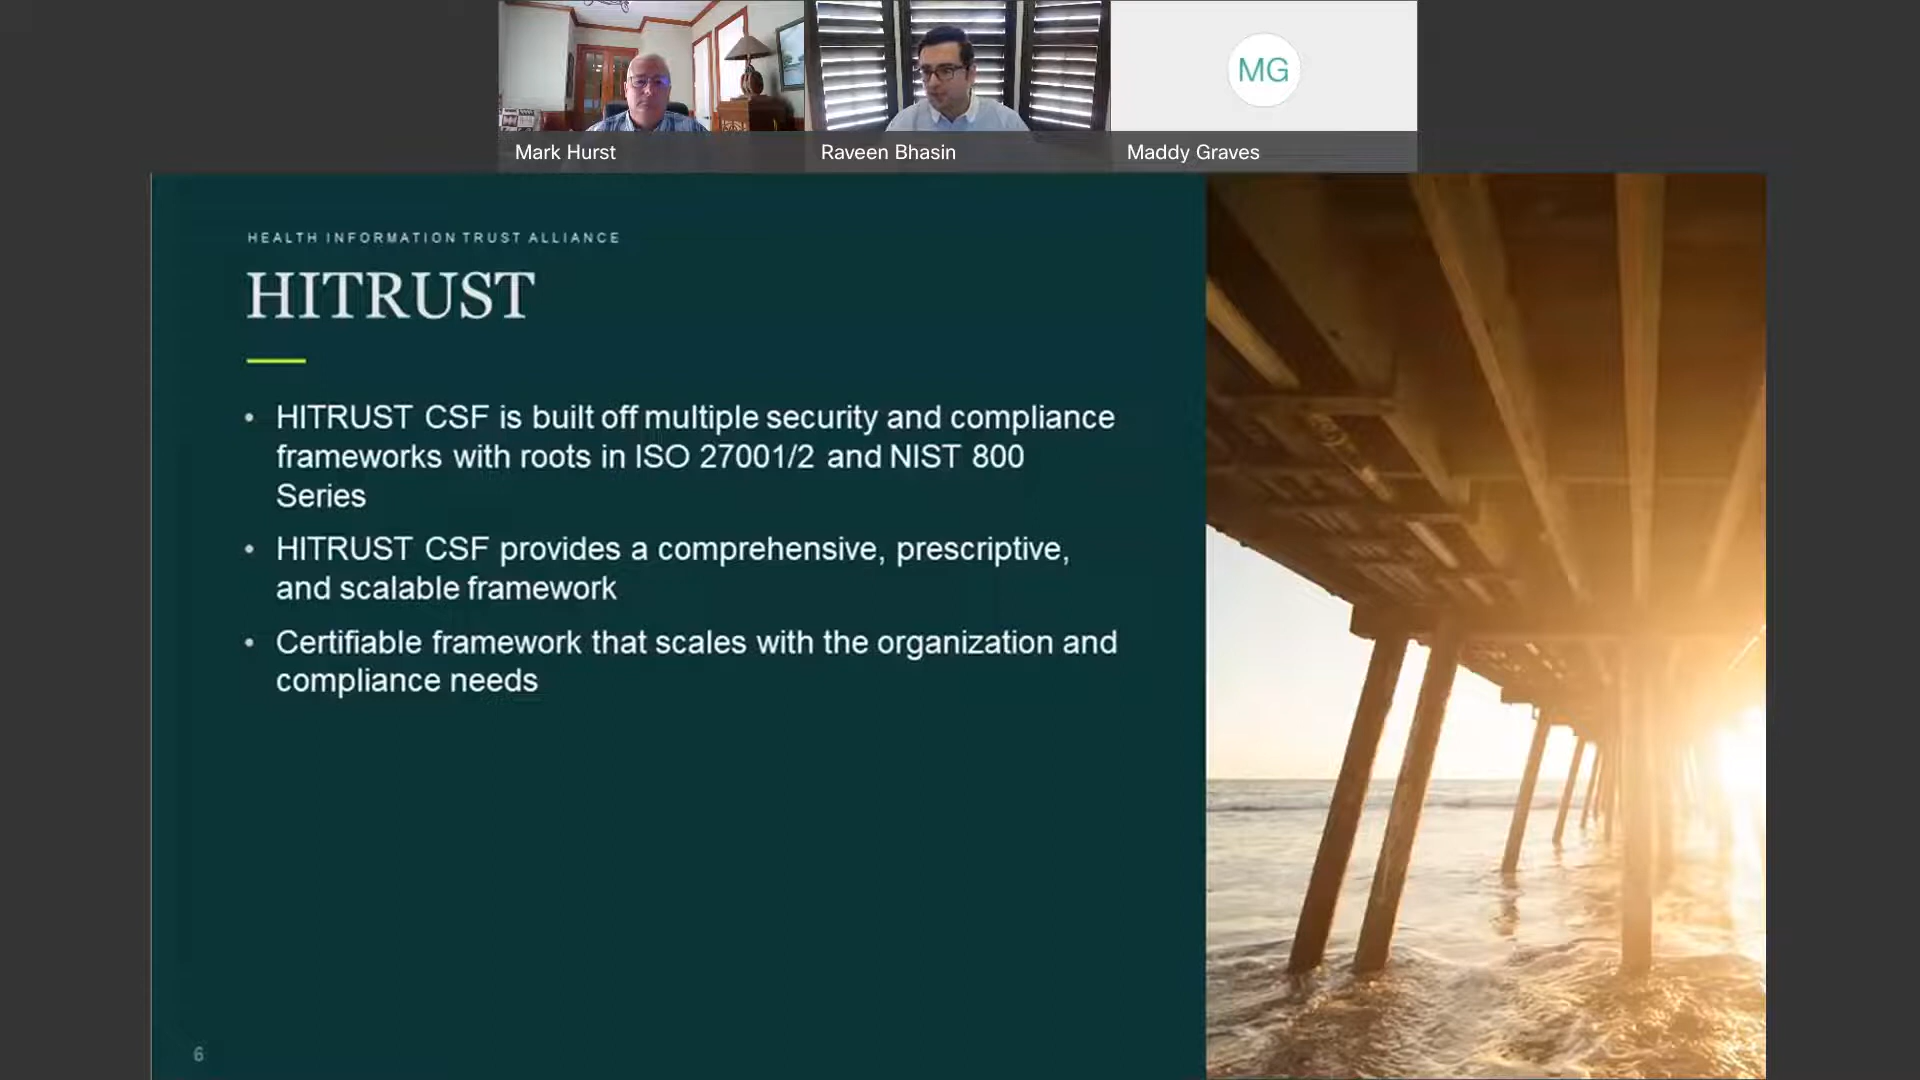 MG
Mark Hurst
Raveen Bhasin
Maddy Graves
HEALTH INFORMATION TRUST ALLIANCE
HITRUST
• HITRUST CSF is built off multiple security and compliance
frameworks with roots in ISO 27001/2 and NIST 800
Series
• HITRUST CSF provides a comprehensive, prescriptive,
and scalable framework
• Certifiable framework that scales with the organization and
compliance needs
6